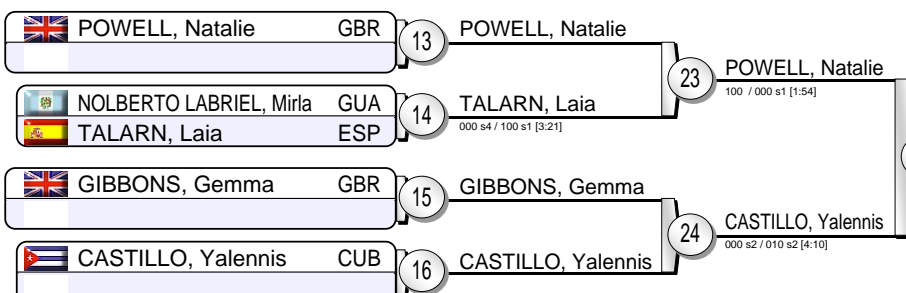 POWELL, Natalie GBR
13
POWELL, Natalie
NOLBERTO LABRIEL, Mirla GUA
TALARN, Laia ESP
14
TALARN, Laia
000 s4 / 100 s1 [3:21]
23
POWELL, Natalie
100 / 000 s1 [1:54]
GIBBONS, Gemma GBR
15
GIBBONS, Gemma
CASTILLO, Yalennis CUB
16
CASTILLO, Yalennis
24
CASTILLO, Yalennis
000 s2 / 010 s2 [4:10]